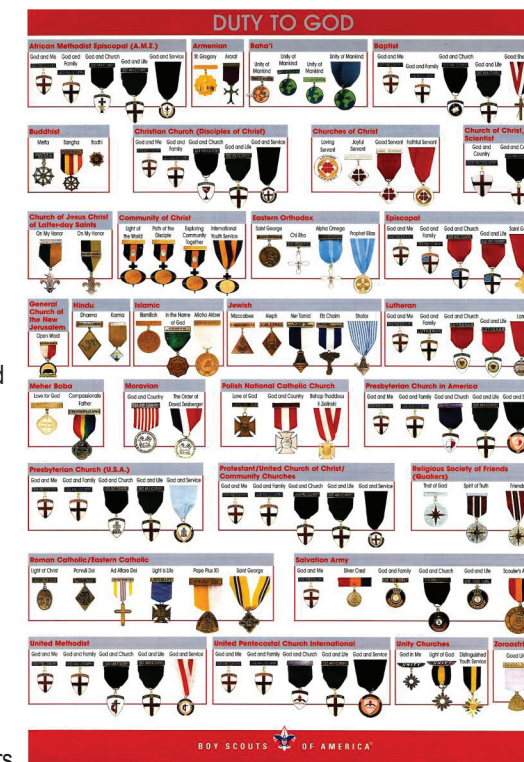 DUTY TO GOD
African Methodist Episcopal (A.M.E.)
God and Me God and Family God and Church God and Life God and Service
Armenian
St. Gregory Ararat
Baha'i
Unity of Mankind Unity of Mankind Unity of Mankind Unity of Mankind
Baptist
God and Me God and Family God and Church God and Life Good She
Buddhist
Metta Sangha Bodhi
Christian Church (Disciples of Christ)
God and Me God and Family God and Church God and Life God and Service
Churches of Christ
Loving Servant Joyful Servant Good Servant Faithful Servant
Church of Christ,
Scientist
God and Country God and Co
Church of Jesus Christ
of Latter-day Saints
On My Honor On My Honor
Community of Christ
Light of the World Path of the Disciple Exploring Community Together International Youth Service
Eastern Orthodox
Saint George Chi Rho Alpha Omega Prophet Elias
Episcopal
God and Me God and Family God and Church God and Life Saint G
General
Church of
the New
Jerusalem
Open Word
Hindu
Dharma Karma
Islamic
Bismillah In the Name of God Allaho Akber
Jewish
Maccabee Aleph Ner Tamid Etz Chaim Shofar
Lutheran
God and Me God and Family God and Church God and Life Lam
d
Meher Baba
Love for God Compassionate Father
Moravian
God and Country The Order of David Zeisberger
Polish National Catholic Church
Love of God God and Country Bishop Thaddeus F. Zielinski
Presbyterian Church in America
God and Me God and Family God and Church God and Life God and S
Presbyterian Church (U.S.A.)
God and Me God and Family God and Church God and Life God and Service
Protestant/United Church of Christ/
Community Churches
God and Me God and Family God and Church God and Life God and Service
Religious Society of Friends
(Quakers)
That of God Spirit of Truth Friends
Roman Catholic/Eastern Catholic
Light of Christ Parvuli Dei Ad Altare Dei Light is Life Pope Pius XII Saint George
Salvation Army
God and Me Silver Crest God and Family God and Church God and Life Scouter's A
United Methodist
God and Me God and Family God and Church God and Life God and Service
United Pentecostal Church International
God and Me God and Family God and Church God and Life God and Service
Unity Churches
God in Me Light of God Distinguished Youth Service
Zoroastri
Good Li
BOY SCOUTS OF AMERICA
rs